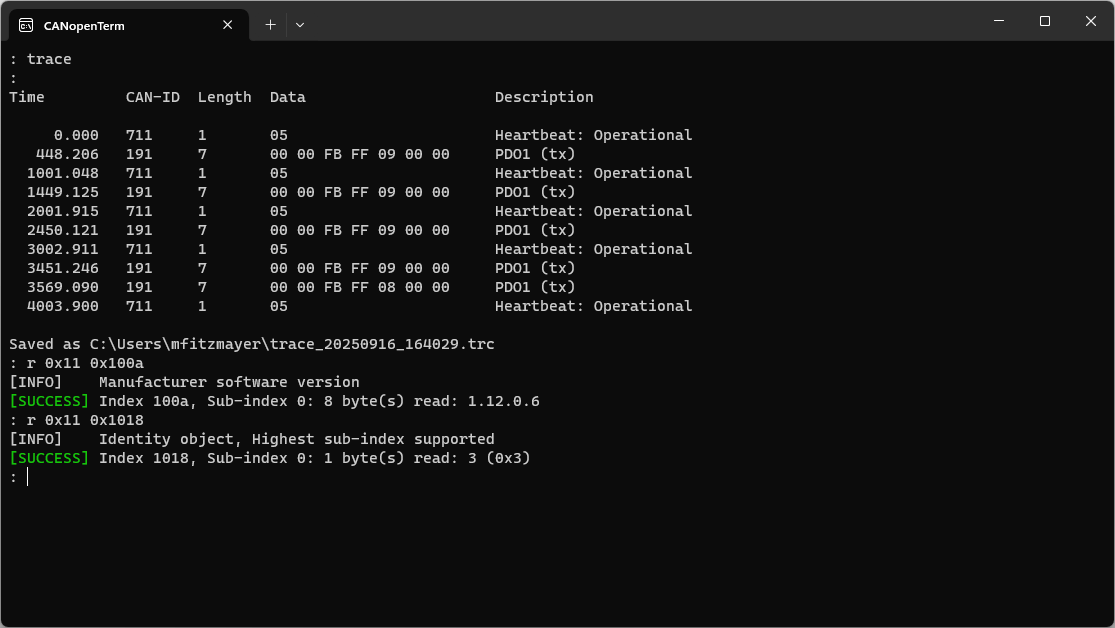 CANopenTerm
: trace
:
Time CAN-ID Length Data Description
0.000 711 1 05 Heartbeat: Operational
448.206 191 7 00 00 FB FF 09 00 00 PDO1 (tx)
1001.048 711 1 05 Heartbeat: Operational
1449.125 191 7 00 00 FB FF 09 00 00 PDO1 (tx)
2001.915 711 1 05 Heartbeat: Operational
2450.121 191 7 00 00 FB FF 09 00 00 PDO1 (tx)
3002.911 711 1 05 Heartbeat: Operational
3451.246 191 7 00 00 FB FF 09 00 00 PDO1 (tx)
3569.090 191 7 00 00 FB FF 08 00 00 PDO1 (tx)
4003.900 711 1 05 Heartbeat: Operational
Saved as C:\Users\mfitzmayer\trace_20250916_164029.trc
: r 0x11 0x100a
[INFO] Manufacturer software version
[SUCCESS] Index 100a, Sub-index 0: 8 byte(s) read: 1.12.0.6
: r 0x11 0x1018
[INFO] Identity object, Highest sub-index supported
[SUCCESS] Index 1018, Sub-index 0: 1 byte(s) read: 3 (0x3)
: